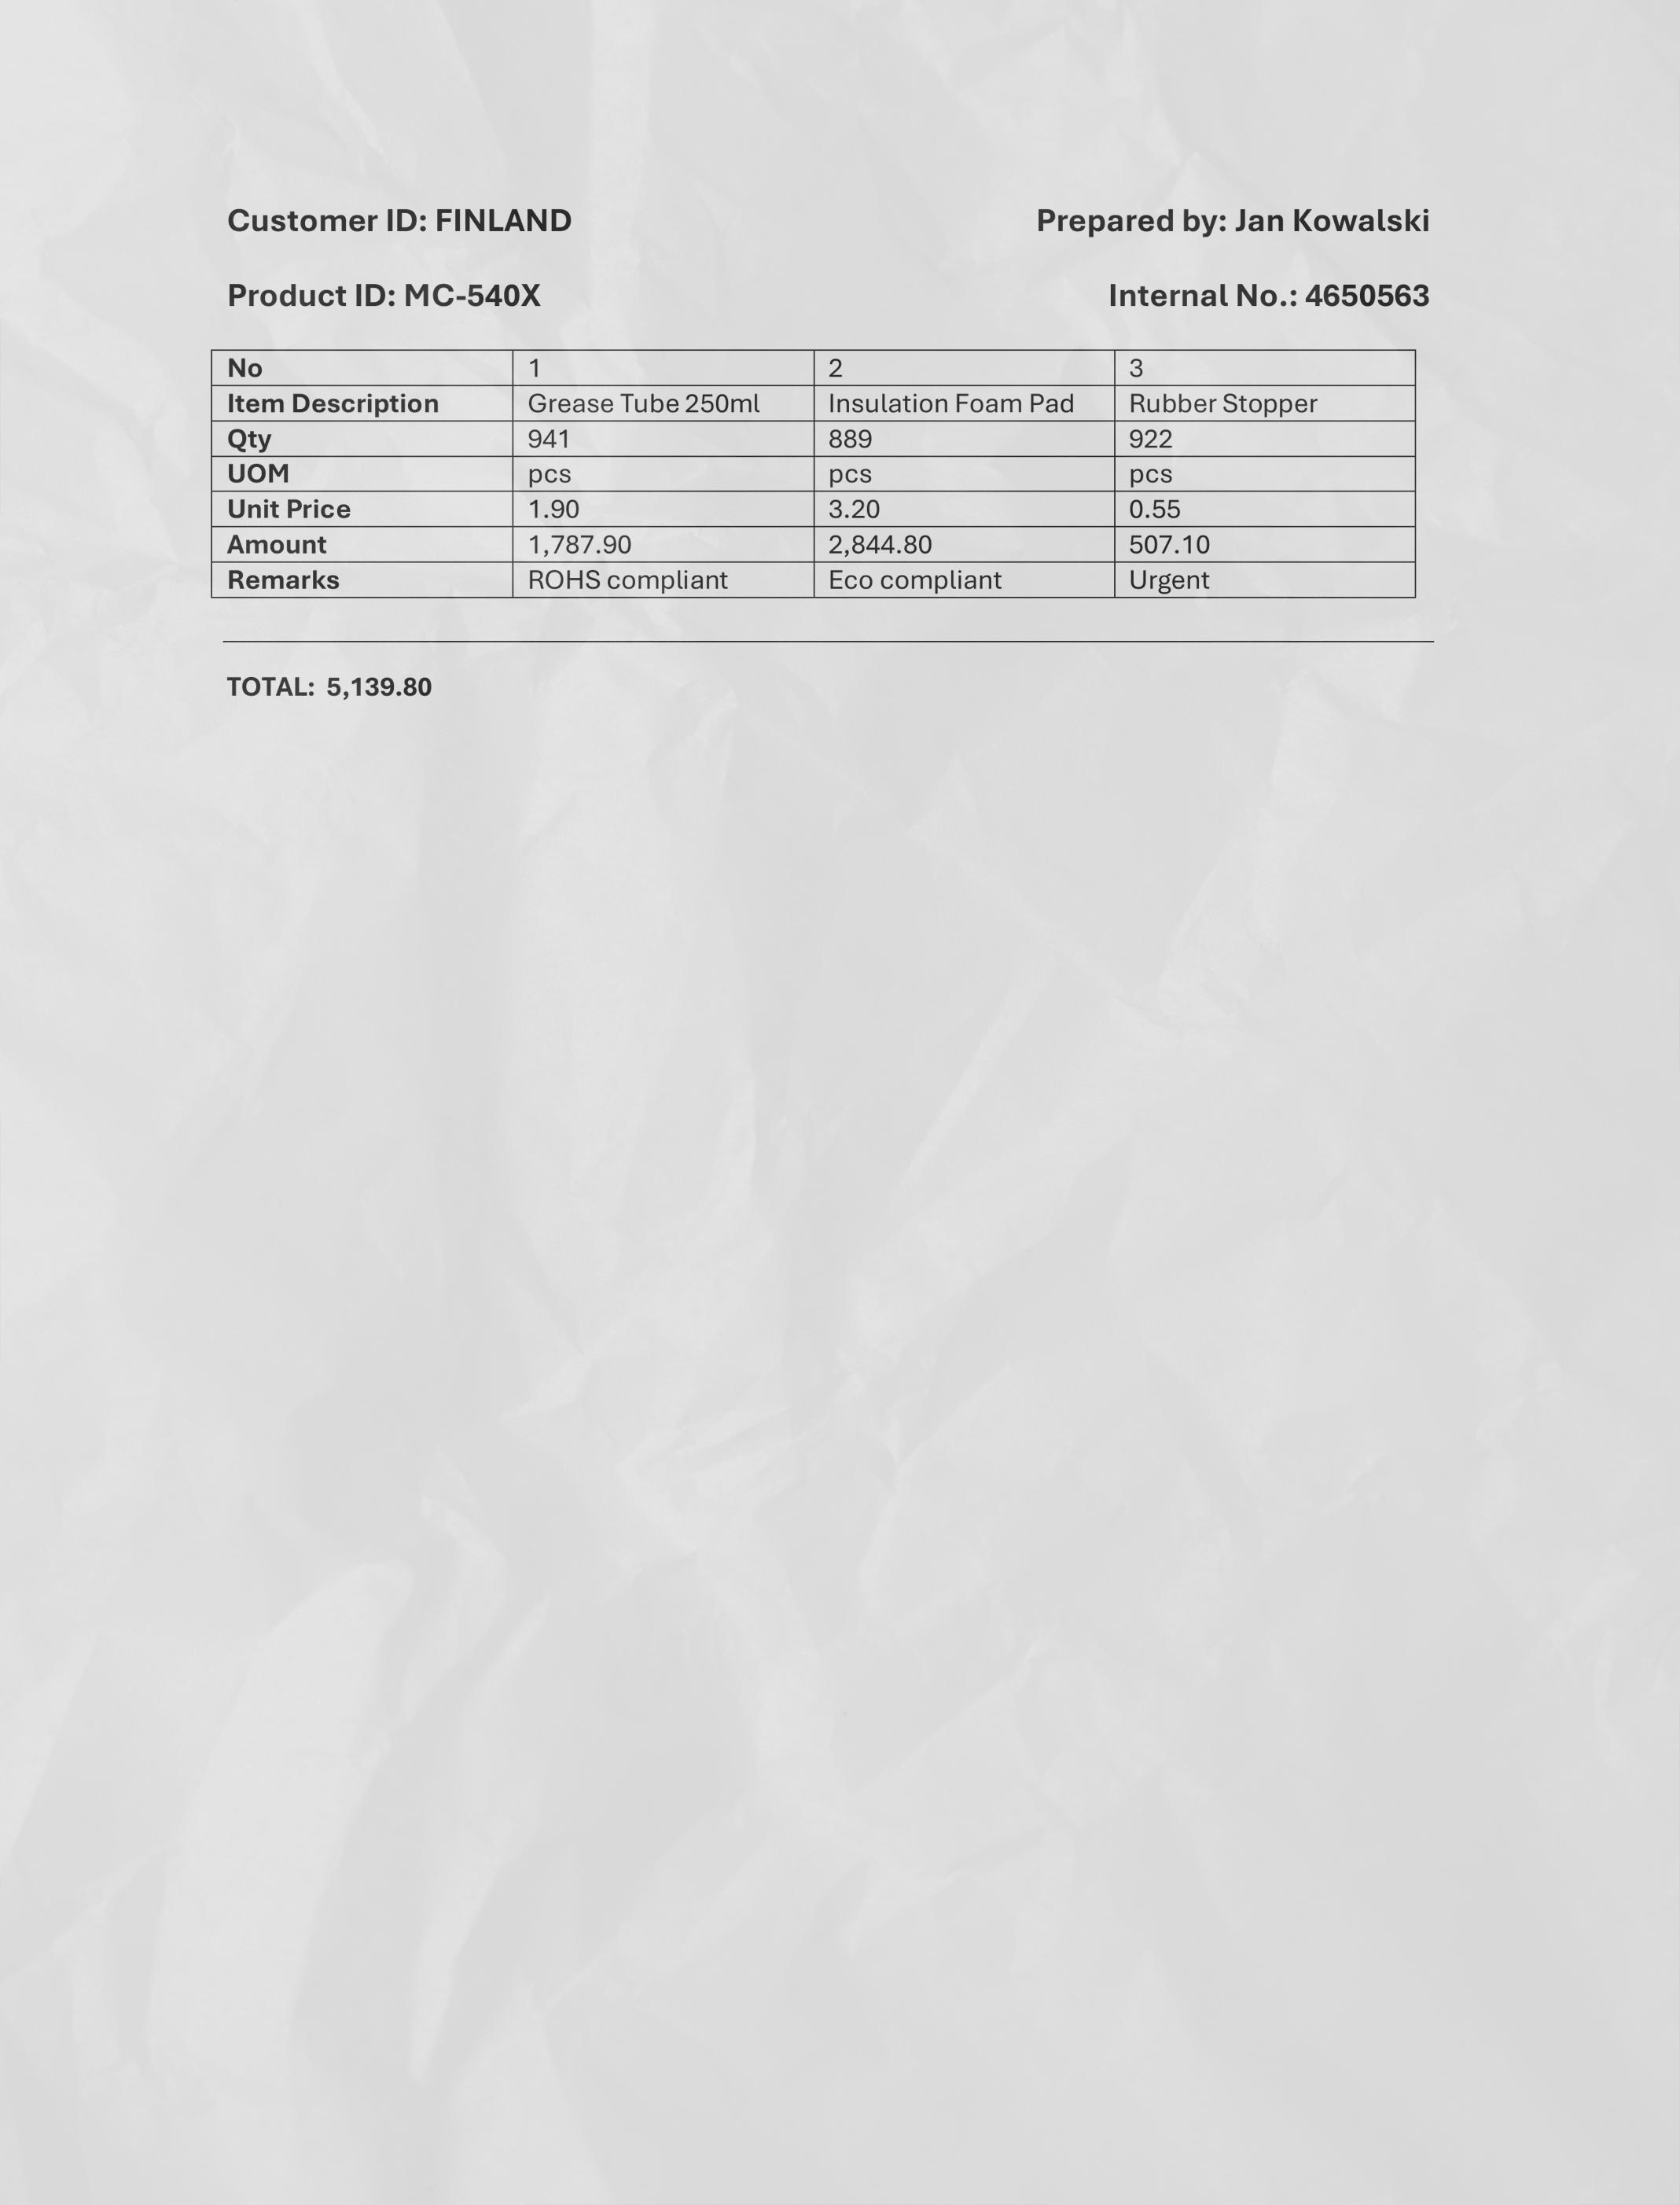 Customer ID: FINLAND Prepared by: Jan Kowalski
Product ID: MC-540X Internal No.: 4650563
No 1 2 3
Item Description Grease Tube 250ml Insulation Foam Pad Rubber Stopper
Qty 941 889 922
UOM pcs pcs pcs
Unit Price 1.90 3.20 0.55
Amount 1,787.90 2,844.80 507.10
Remarks ROHS compliant Eco compliant Urgent
TOTAL: 5,139.80